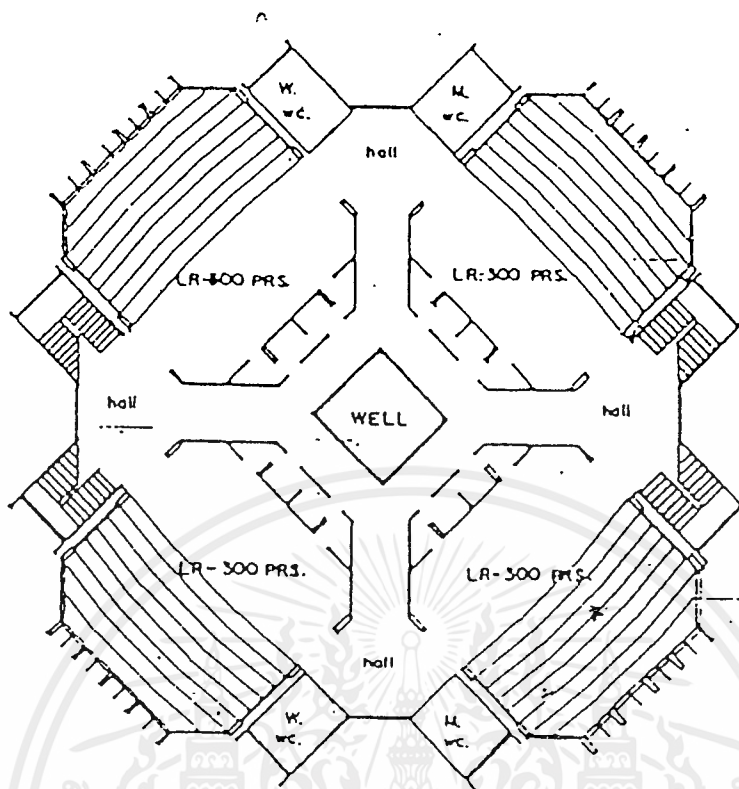 W.
WC.
M.
WC.
hall
LR-300 PRS.
LR-300 PRS.
hall
WELL
hall
LR-300 PRS.
LR-300 PRS.
hall
W.
WC.
M.
WC.